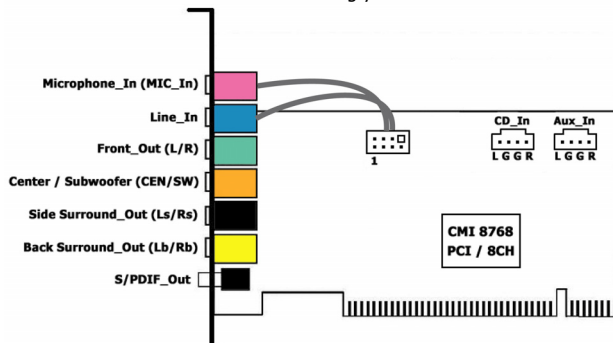 Microphone_In (MIC_In)
Line_In
Front_Out (L/R)
Center / Subwoofer (CEN/SW)
Side Surround_Out (Ls/Rs)
Back Surround_Out (Lb/Rb)
S/PDIF_Out
1
CD_In
L G G R
Aux_In
L G G R
CMI 8768
PCI / 8CH